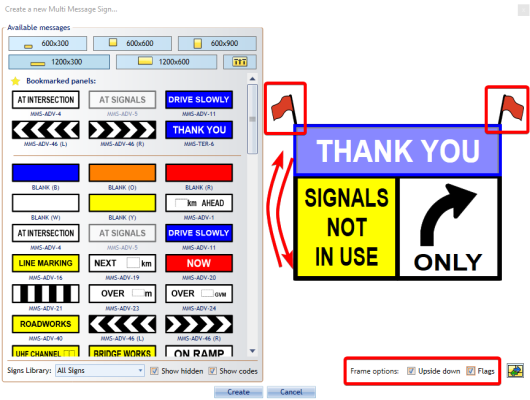 Create a new Multi Message Sign...
Available messages
600x300
600x600
600x900
1200x300
1200x600
Bookmarked panels:
AT INTERSECTION
AT SIGNALS
DRIVE SLOWLY
MMS-ADV-4
MMS-ADV-5
MMS-ADV-11
THANK YOU
MMS-ADV-46 (L)
MMS-ADV-46 (R)
MMS-TER-6
BLANK (B)
BLANK (O)
BLANK (R)
km AHEAD
BLANK (W)
BLANK (Y)
MMS-ADV-1
AT INTERSECTION
AT SIGNALS
DRIVE SLOWLY
MMS-ADV-4
MMS-ADV-5
MMS-ADV-11
LINE MARKING
NEXT km
NOW
MMS-ADV-16
MMS-ADV-19
MMS-ADV-20
OVER m
OVER GVM
MMS-ADV-21
MMS-ADV-23
MMS-ADV-24
ROADWORKS
MMS-ADV-40
MMS-ADV-46 (L)
MMS-ADV-46 (R)
UHF CHANNEL
BRIDGE WORKS
ON RAMP
Signs Library: All Signs
Show hidden
Show codes
Create
Cancel
THANK YOU
SIGNALS
NOT
IN USE
ONLY
Frame options:
Upside down
Flags